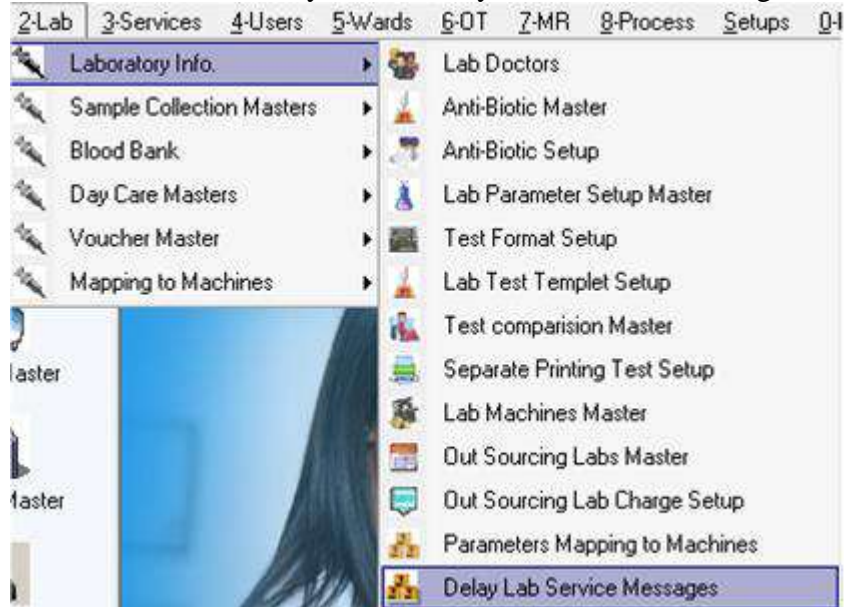 2-Lab 3-Services 4-Users 5-Wards 6-OT 7-MR 8-Process Setups
Laboratory Info.
Sample Collection Masters
Blood Bank
Day Care Masters
Voucher Master
Mapping to Machines
Lab Doctors
Anti-Biotic Master
Anti-Biotic Setup
Lab Parameter Setup Master
Test Format Setup
Lab Test Templet Setup
Test comparision Master
Separate Printing Test Setup
Lab Machines Master
Out Sourcing Labs Master
Out Sourcing Lab Charge Setup
Parameters Mapping to Machines
Delay Lab Service Messages